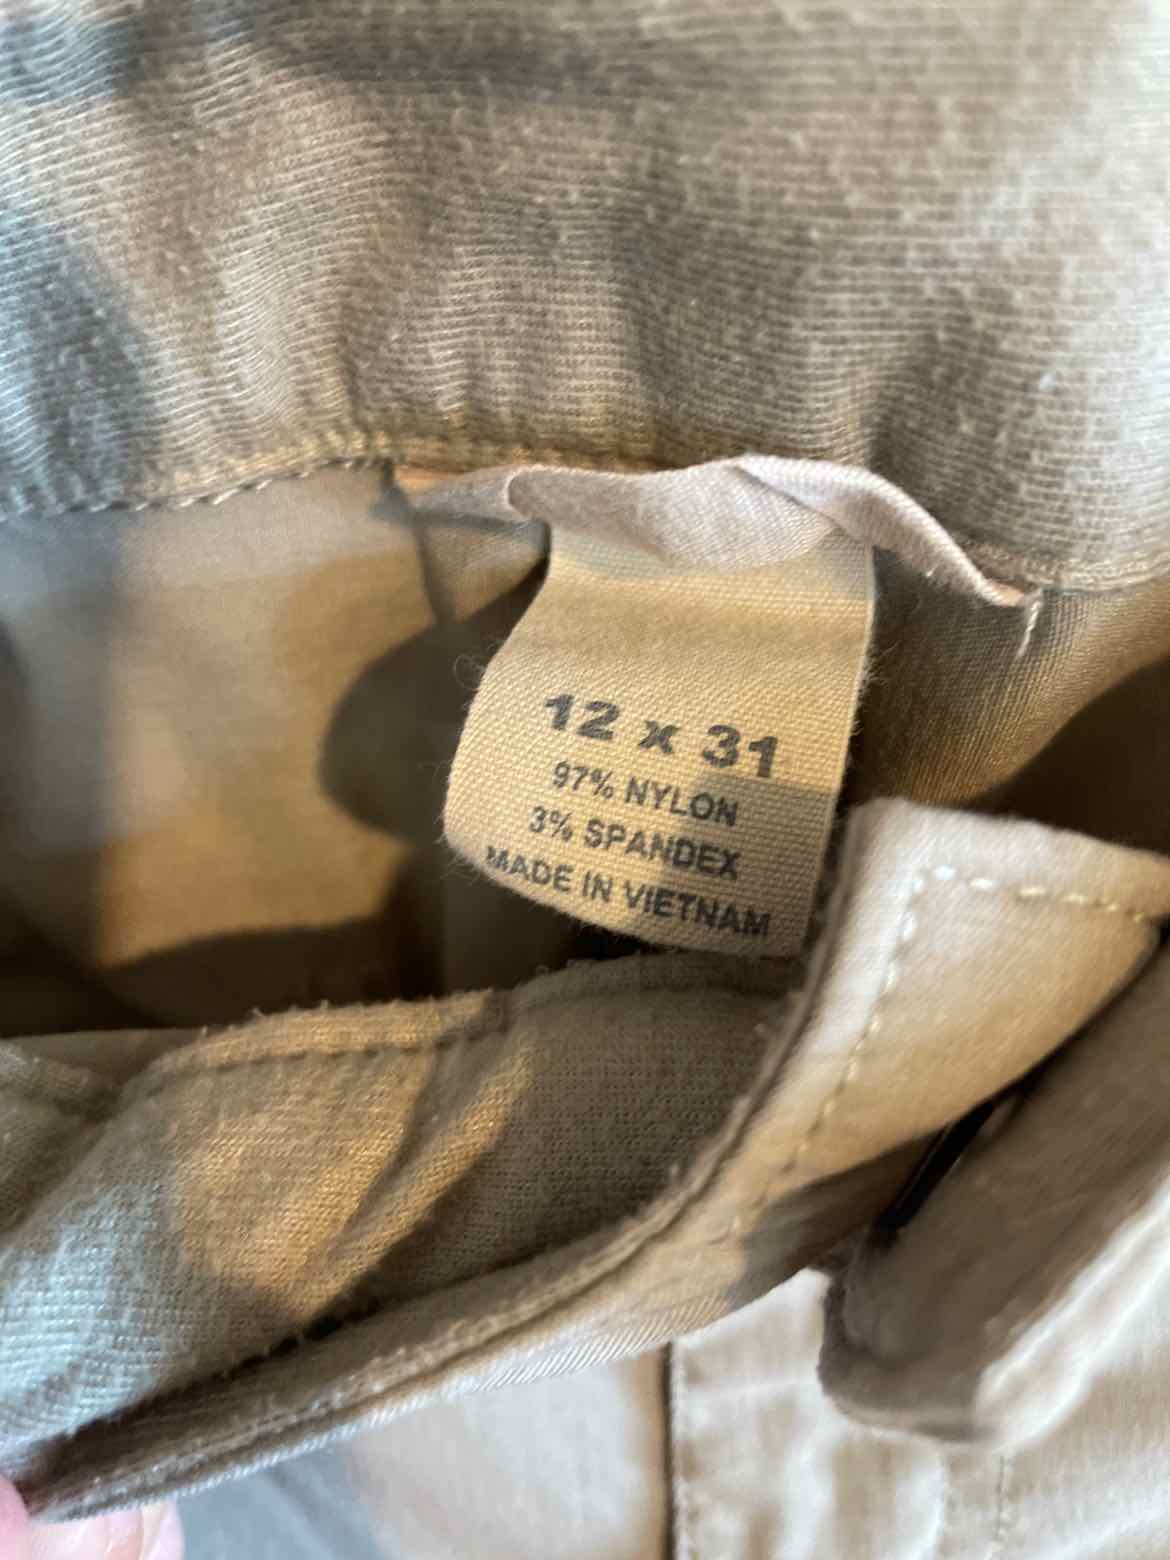 12 x 31
97% NYLON
3% SPANDEX
MADE IN VIETNAM